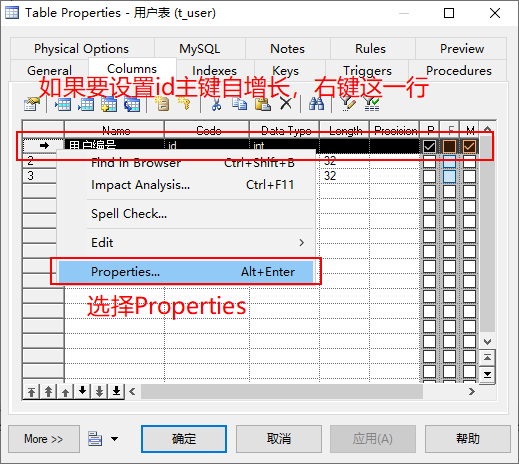 Table Properties - 用户表 (t_user)
Physical Options MySQL Notes Rules Preview
General Columns Indexes Keys Triggers Procedures
如果要设置id主键自增长，右键这一行
Name Code Data Type Length Precision P F M
用户编号 id int
2 32
3 32
Find In Browser Ctrl+Shift+B
Impact Analysis... Ctrl+F11
Spell Check...
Edit
Properties... Alt+Enter
选择Properties
More >> 确定 取消 应用(A) 帮助